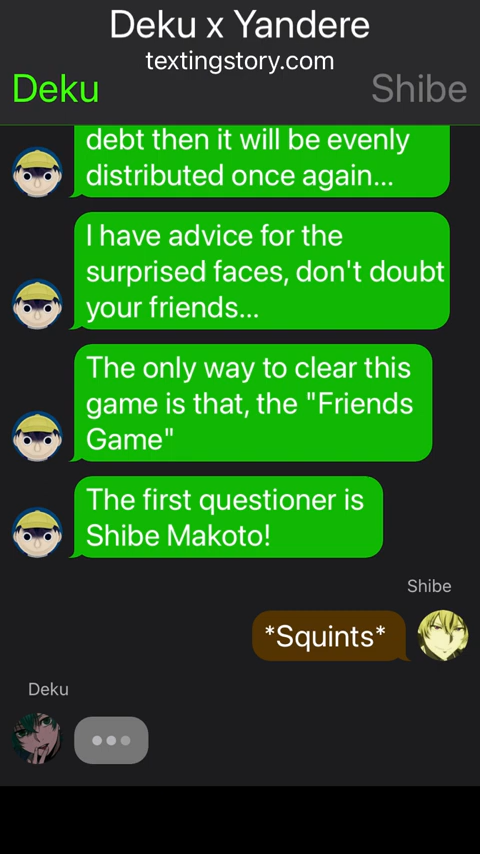 Deku x Yandere
textingstory.com
Deku
Shibe
debt then it will be evenly
distributed once again...
I have advice for the
surprised faces, don't doubt
your friends...
The only way to clear this
game is that, the "Friends
Game"
The first questioner is
Shibe Makoto!
Shibe
*Squints*
Deku